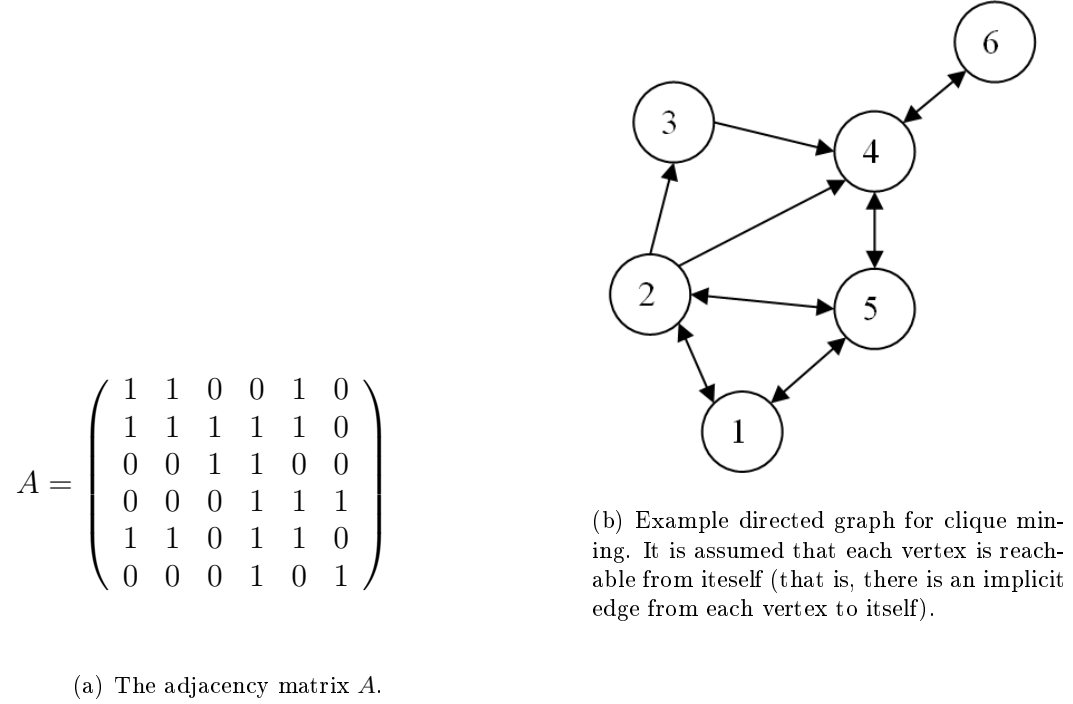 6
3
4
2
5
1
A =
1 1 0 0 1 0
1 1 1 1 1 0
0 0 1 1 0 0
0 0 0 1 1 1
1 1 0 1 1 0
0 0 0 1 0 1
(a) The adjacency matrix A.
(b) Example directed graph for clique min-
ing. It is assumed that each vertex is reach-
able from iteself (that is, there is an implicit
edge from each vertex to itself).